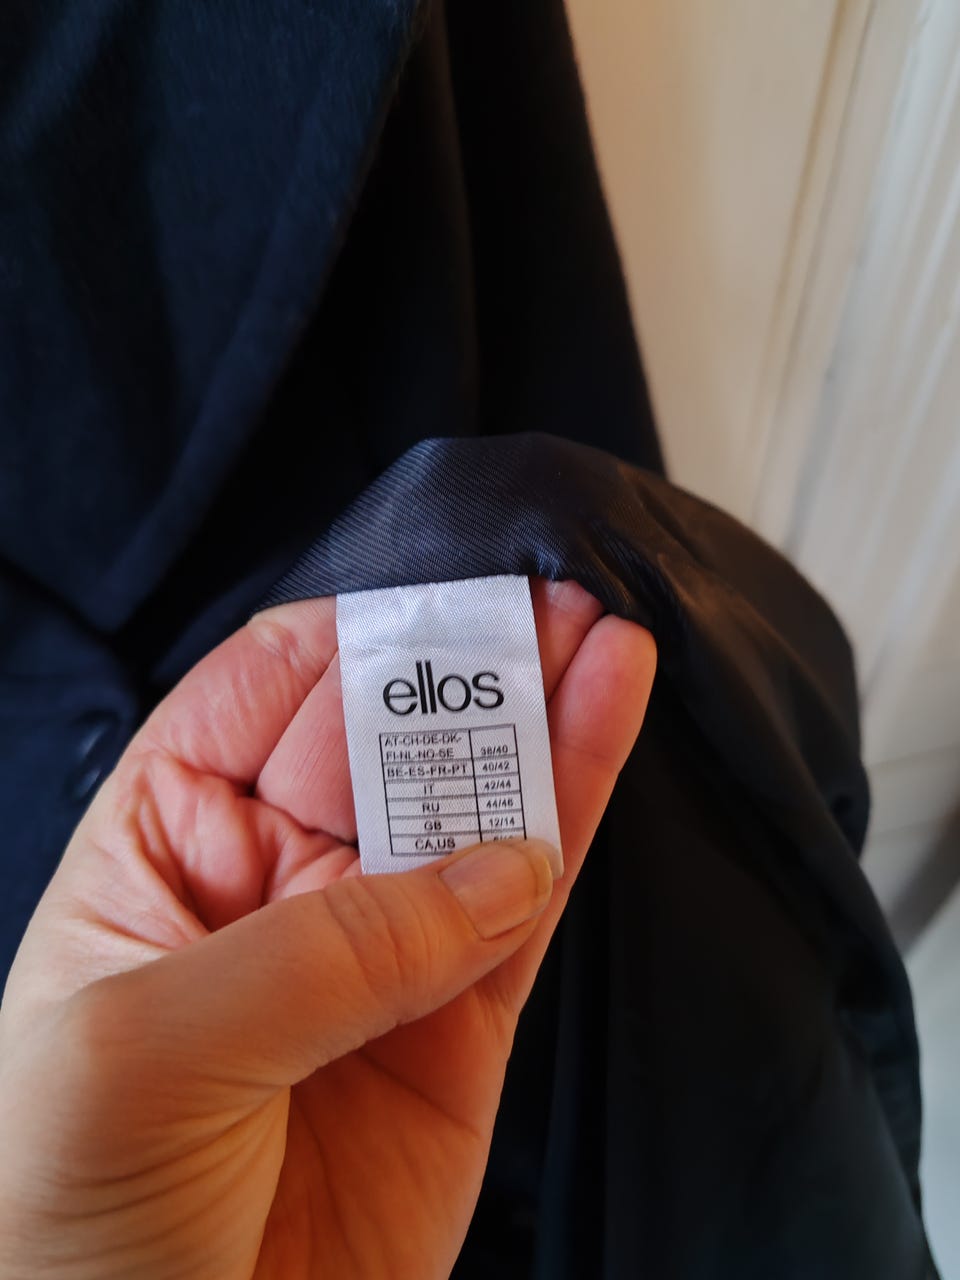 ellos
AT-CH-DE-DK-
FI-NL-NO-SE 38/40
BE-ES-FR-PT 40/42
IT 42/44
RU 44/46
GB 12/14
CA,US